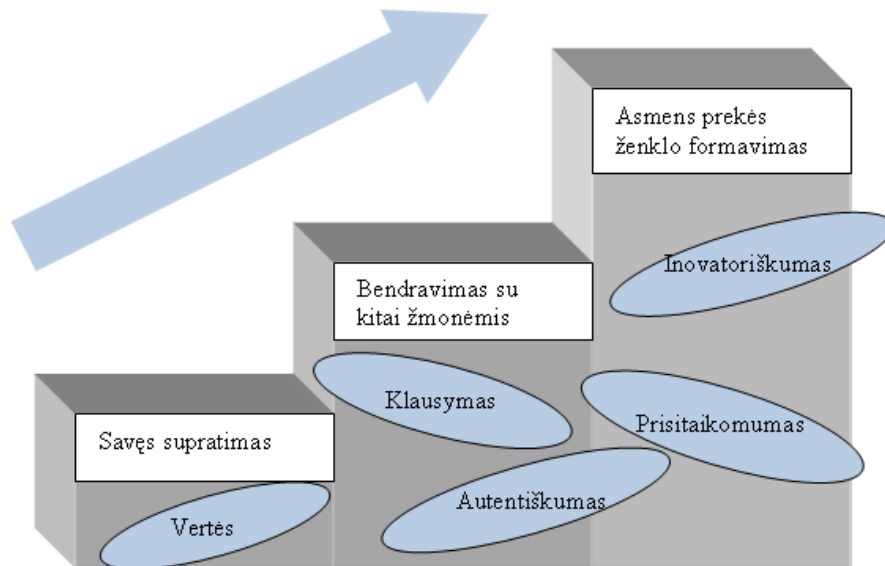 Asmens prekės
ženklo formavimas
Inovatoriškumas
Bendravimas su
kitai žmonėmis
Klausymas
Prisitaikomumas
Savęs supratimas
Autentiškumas
Vertės